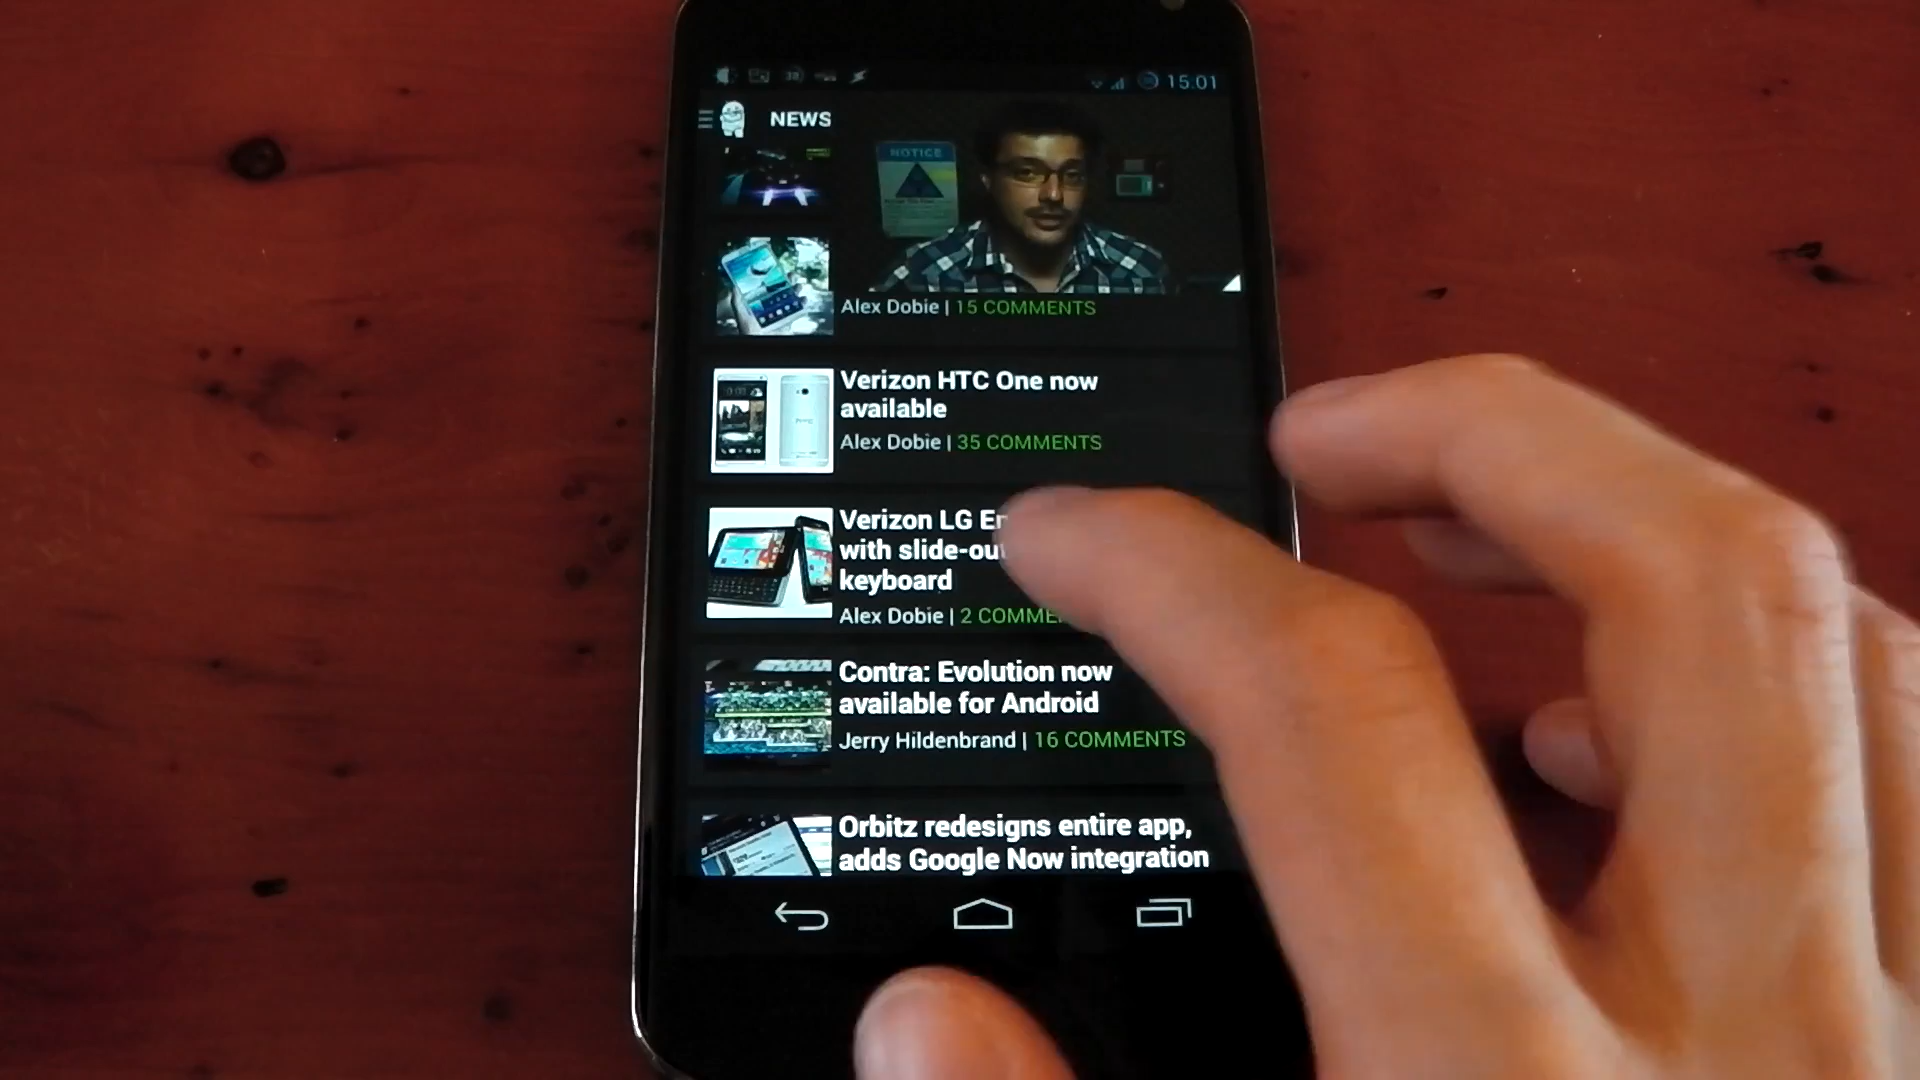 15.01
NEWS
NOTICE
Alex Dobie | 15 COMMENTS
Verizon HTC One now
available
Alex Dobie | 35 COMMENTS
Verizon LG
with slide-out
keyboard
Alex Dobie | 2
Contra: Evolution now
available for Android
Jerry Hildenbrand | 16 COMMENTS
Orbitz redesigns entire app,
adds Google Now integration